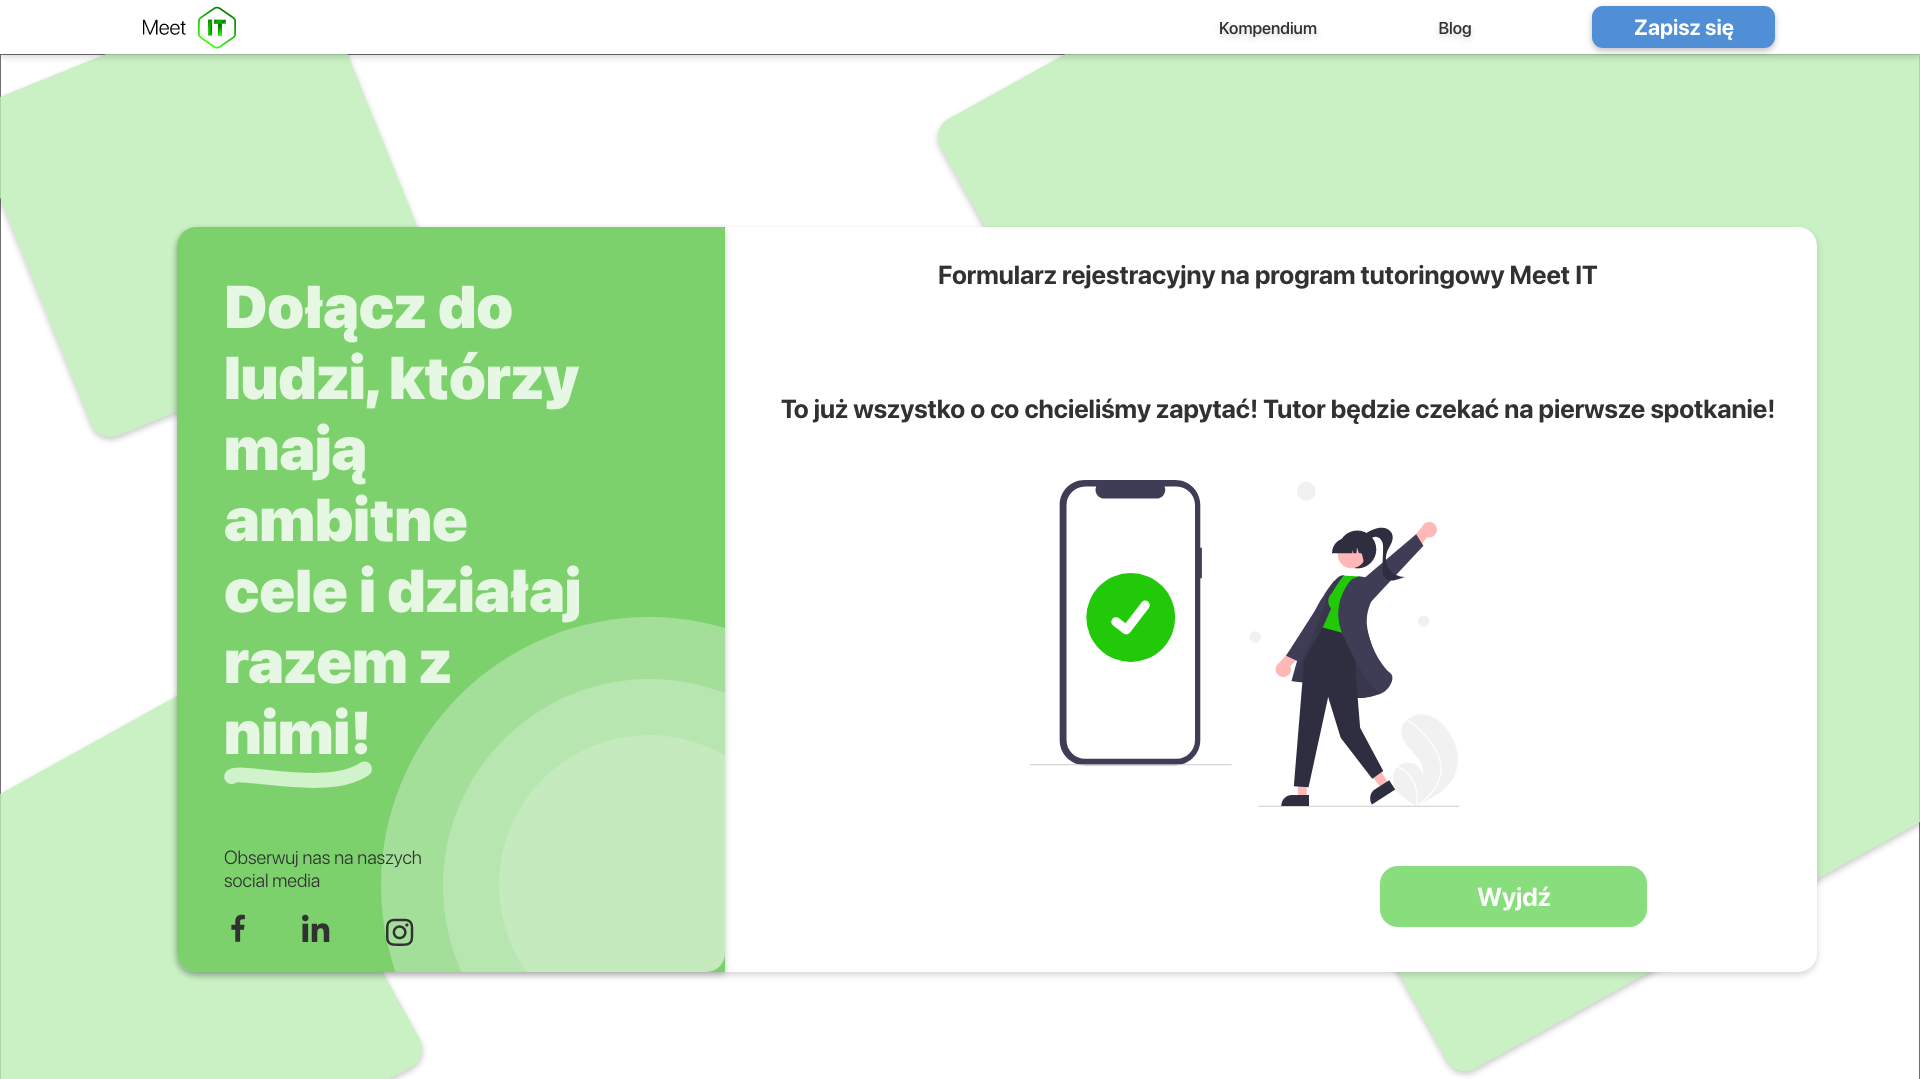 Meet IT
Kompendium
Blog
Zapisz się
Dołącz do
ludzi, którzy
mają
ambitne
cele i działaj
razem z
nimi!
Obserwuj nas na naszych
social media
f
in
Formularz rejestracyjny na program tutoringowy Meet IT
To już wszystko o co chcieliśmy zapytać! Tutor będzie czekać na pierwsze spotkanie!
Wyjdź